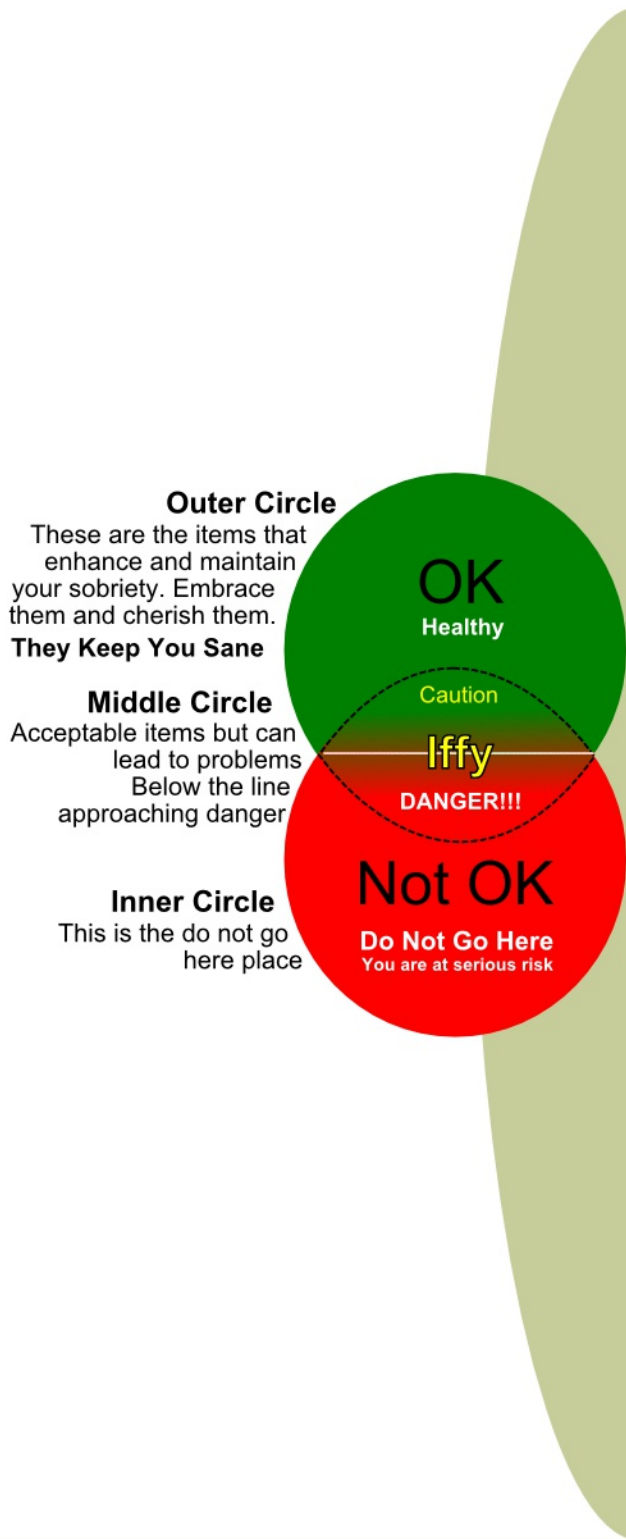 Outer Circle
These are the items that
enhance and maintain
your sobriety. Embrace
them and cherish them.
They Keep You Sane
Middle Circle
Acceptable items but can
lead to problems
Below the line
approaching danger
Inner Circle
This is the do not go
here place
OK
Healthy
Caution
Iffy
DANGER!!!
Not OK
Do Not Go Here
You are at serious risk